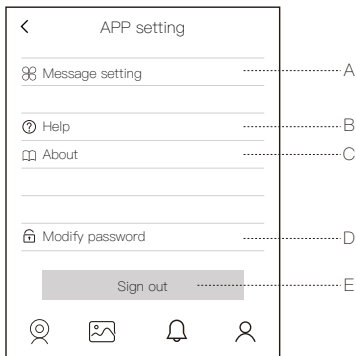 APP setting
Message setting A
Help B
About C
Modify password D
Sign out E